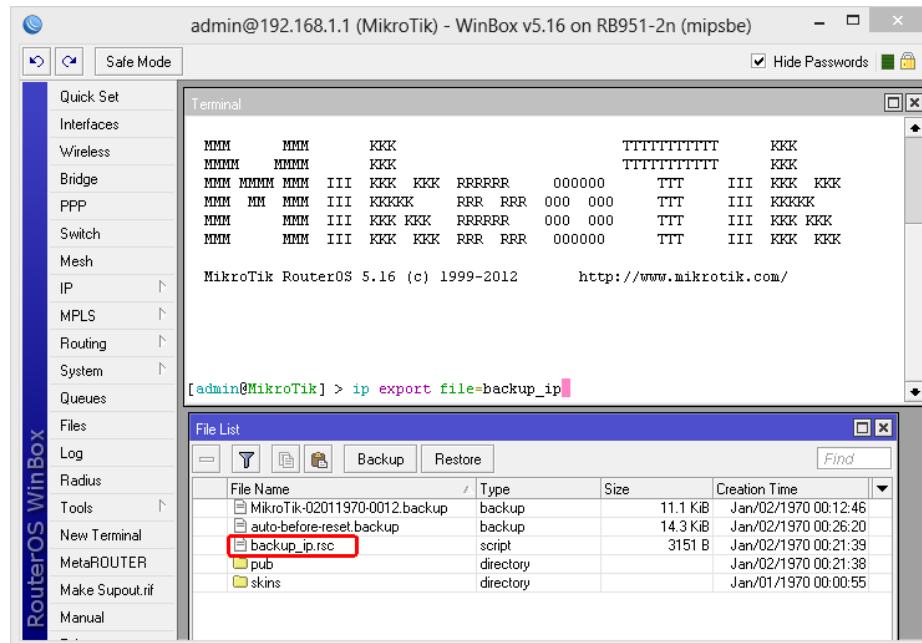 admin@192.168.1.1 (MikroTik) - WinBox v5.16 on RB951-2n (mipsbe)
Safe Mode
Hide Passwords
RouterOS WinBox
Quick Set
Interfaces
Wireless
Bridge
PPP
Switch
Mesh
IP
MPLS
Routing
System
Queues
Files
Log
Radius
Tools
New Terminal
MetaROUTER
Make Supout.rif
Manual
Terminal
MMM      MMM       KKK                          TTTTTTTTTTT      KKK
MMMM    MMMM       KKK                          TTTTTTTTTTT      KKK
MMM MMMM MMM  III  KKK  KKK  RRRRRR     OOOOOO      TTT     III  KKK  KKK
MMM  MM  MMM  III  KKKKK     RRR  RRR  OOO  OOO     TTT     III  KKKKK
MMM      MMM  III  KKK KKK   RRRRRR    OOO  OOO     TTT     III  KKK KKK
MMM      MMM  III  KKK  KKK  RRR  RRR   OOOOOO      TTT     III  KKK  KKK
MikroTik RouterOS 5.16 (c) 1999-2012       http://www.mikrotik.com/
[admin@MikroTik] > ip export file=backup_ip
File List
Backup Restore Find
File Name Type Size Creation Time
MikroTik-02011970-0012.backup backup 11.1 KiB Jan/02/1970 00:12:46
auto-before-reset.backup backup 14.3 KiB Jan/02/1970 00:26:20
backup_ip.rsc script 3151 B Jan/02/1970 00:21:39
pub directory Jan/02/1970 00:21:38
skins directory Jan/01/1970 00:00:55